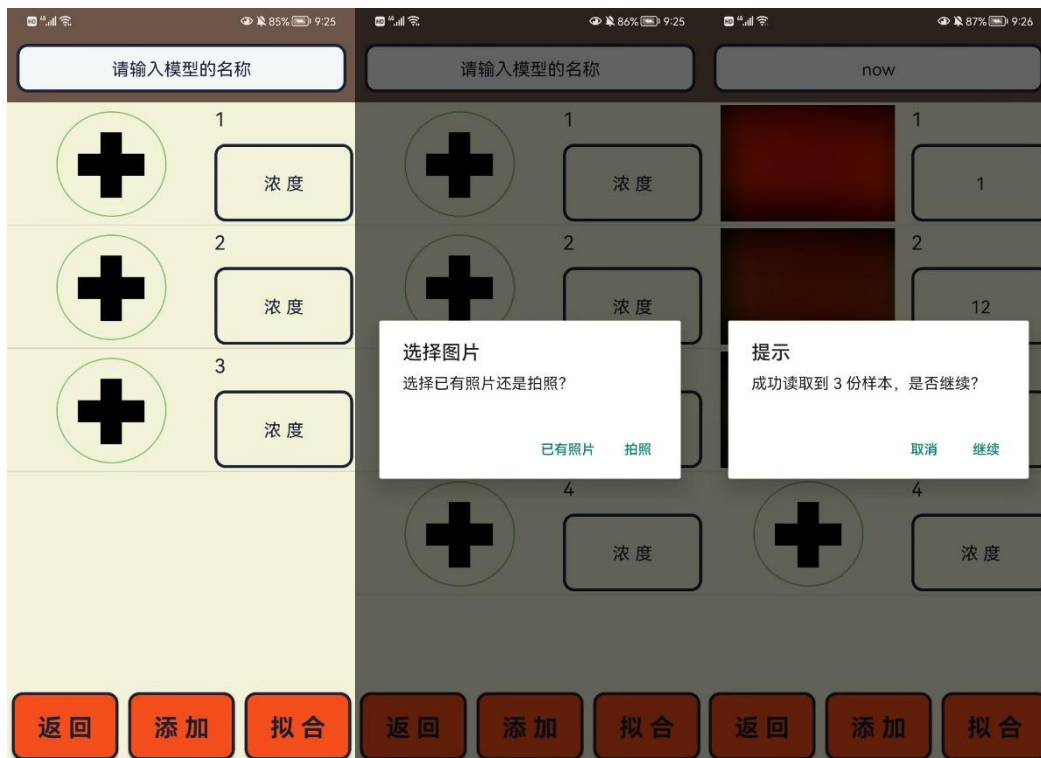 85% 9:25
请输入模型的名称
1
浓度
2
浓度
3
浓度
返回 添加 拟合
86% 9:25
请输入模型的名称
1
浓度
2
浓度
选择图片
选择已有照片还是拍照?
已有照片 拍照
4
浓度
返回 添加 拟合
87% 9:26
now
1
1
2
12
提示
成功读取到 3 份样本，是否继续?
取消 继续
4
浓度
返回 添加 拟合